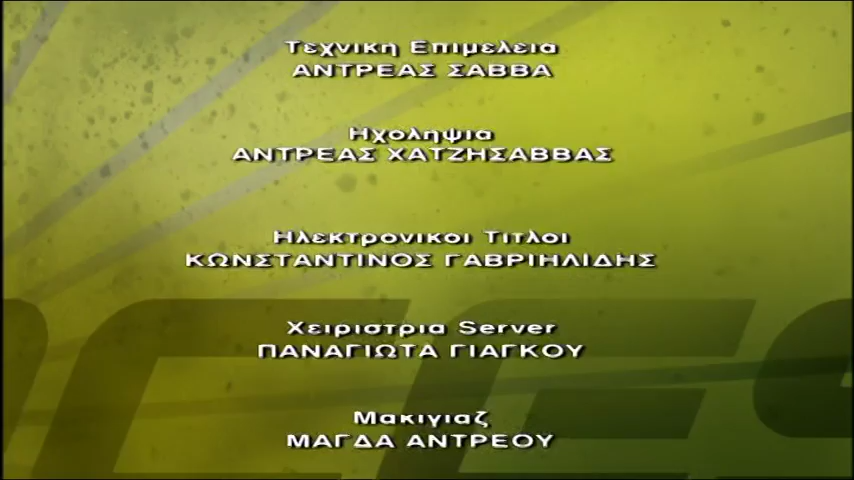 Τεχνικη Επιμελεια
ΑΝΤΡΕΑΣ ΣΑΒΒΑ
Ηχοληψια
ΑΝΤΡΕΑΣ ΧΑΤΖΗΣΑΒΒΑΣ
Ηλεκτρονικοι Τιτλοι
ΚΩΝΣΤΑΝΤΙΝΟΣ ΓΑΒΡΙΗΛΙΔΗΣ
Χειριστρια Server
ΠΑΝΑΓΙΩΤΑ ΓΙΑΓΚΟΥ
Μακιγιαζ
ΜΑΓΔΑ ΑΝΤΡΕΟΥ